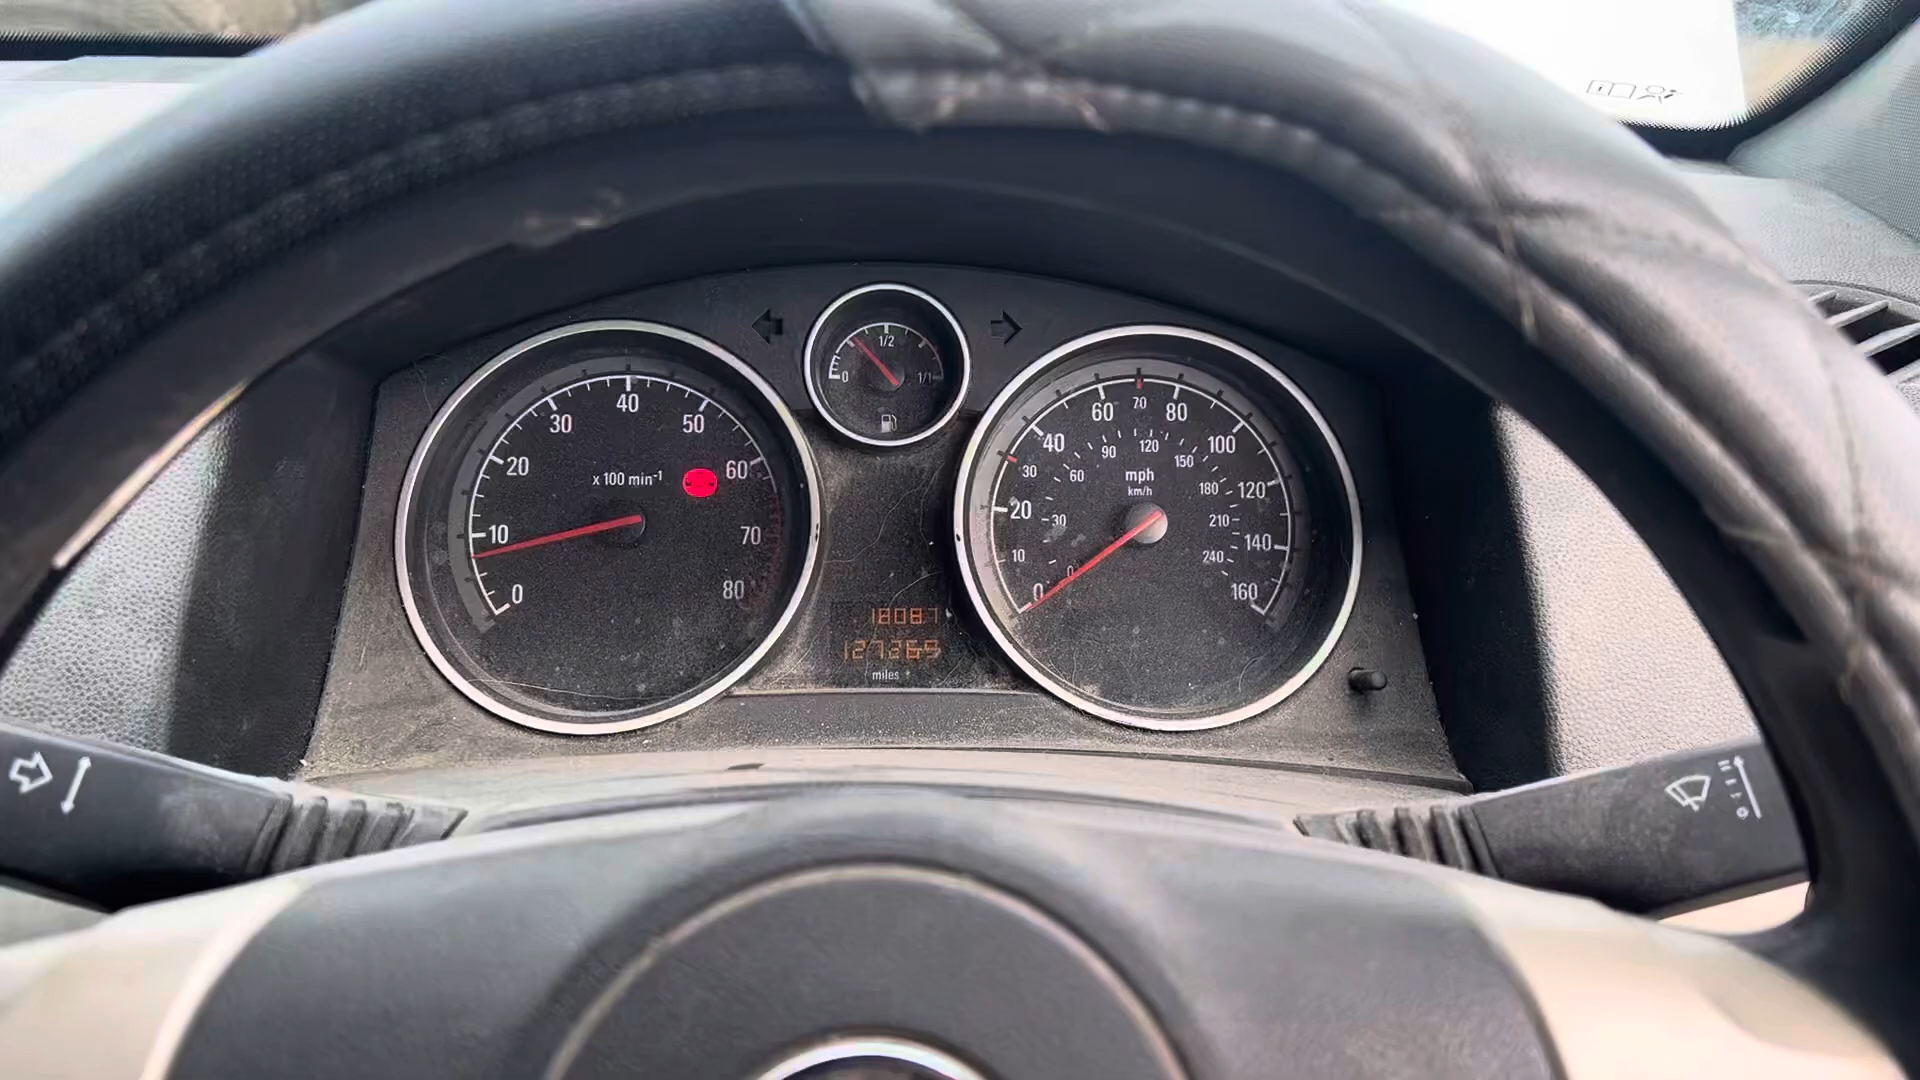 1/2
0 1/1
40
30 50
20 60
x 100 min-1
10 70
0 80
60 70 80
40 100
30 120
20 140
10 160
0
mph
km/h
90 120 150
60 180
30 210
0 240
18087
127365
miles